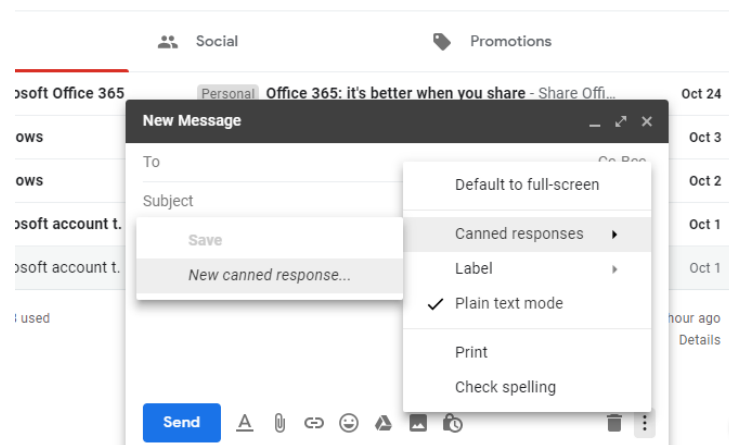 Social
Promotions
osoft Office 365 Personal Office 365: it's better when you share - Share Offi... Oct 24
New Message
ows Oct 3
To
ows Oct 2
Subject
osoft account t. Oct 1
osoft account t. Oct 1
Default to full-screen
Canned responses
Save
New canned response...
Label
Plain text mode
used
hour ago
Details
Print
Check spelling
Send